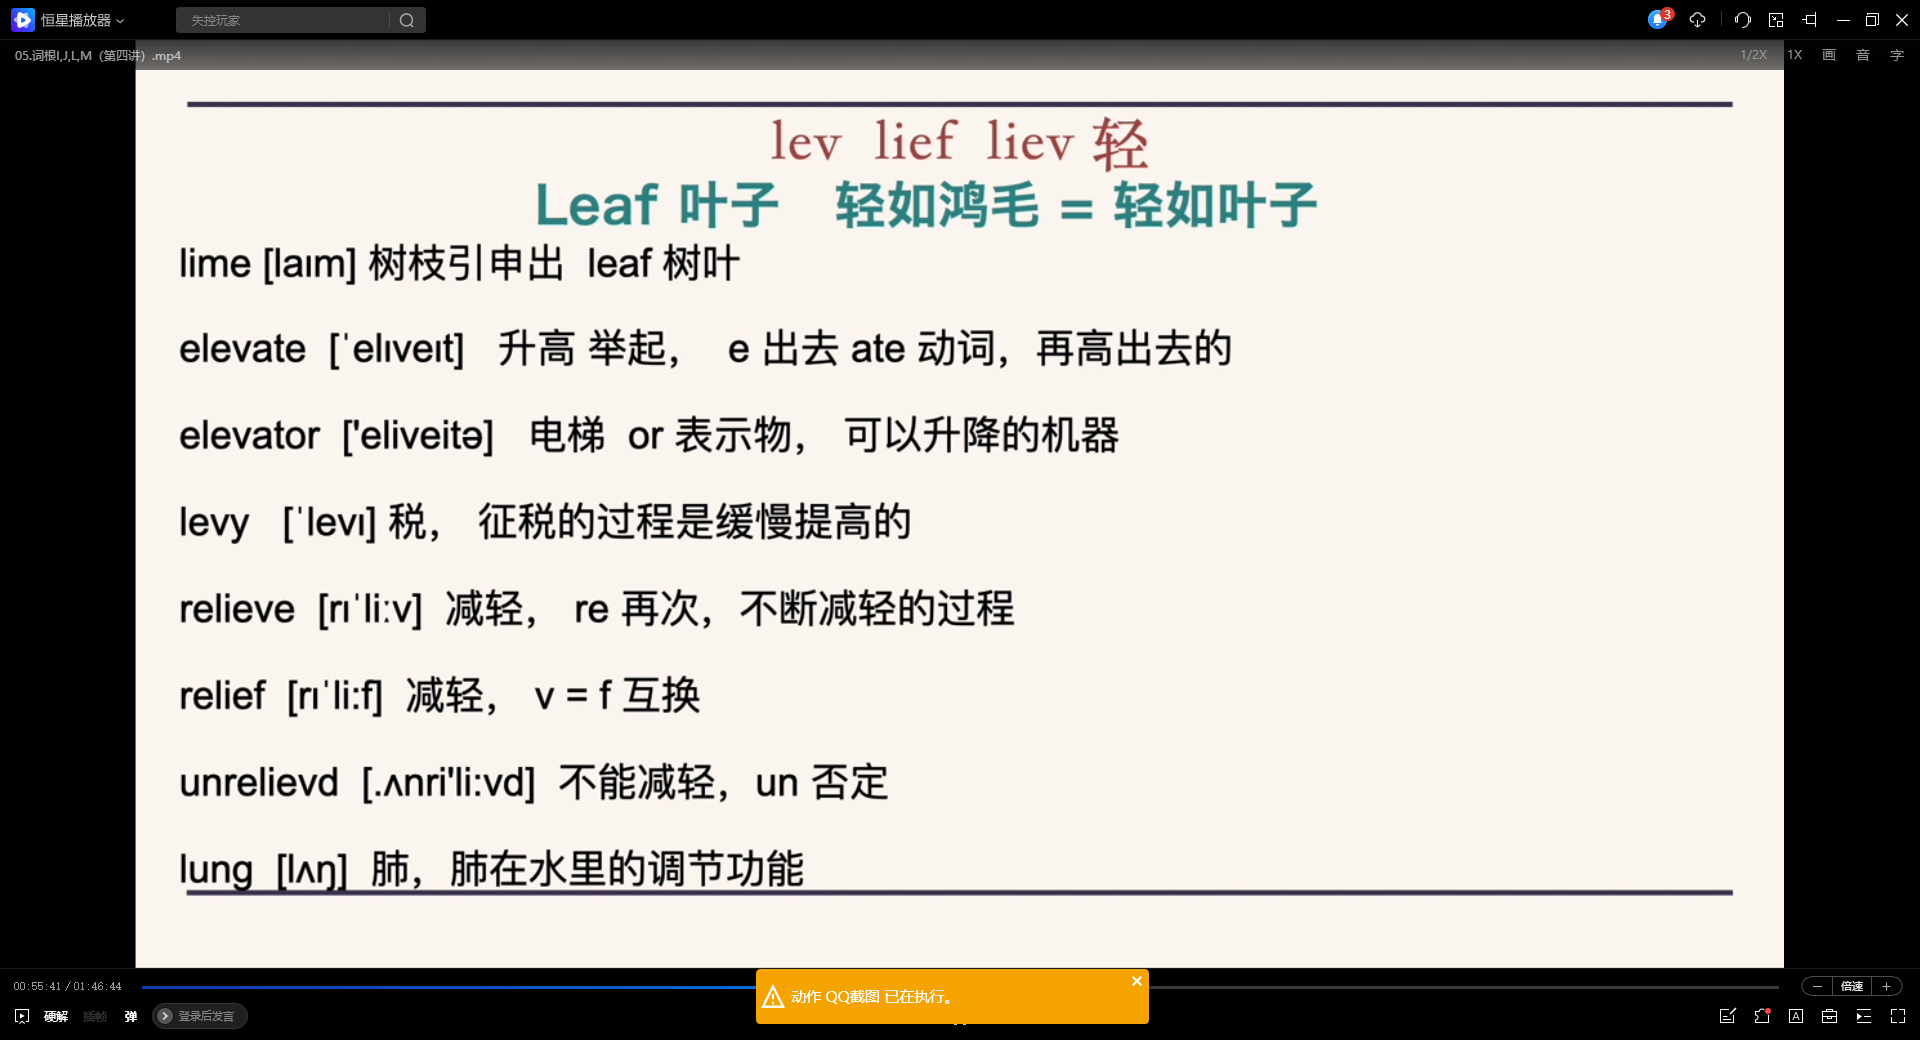 恒星播放器
失控玩家
3
05.词根I,J,L,M（第四讲）.mp4
1/2X 1X 画 音 字
lev lief liev 轻
Leaf 叶子 轻如鸿毛 = 轻如叶子
lime [laɪm] 树枝引申出 leaf 树叶
elevate [ˈelɪveɪt] 升高 举起， e 出去 ate 动词，再高出去的
elevator ['eliveitə] 电梯 or 表示物， 可以升降的机器
levy [ˈlevɪ] 税， 征税的过程是缓慢提高的
relieve [rɪˈliːv] 减轻， re 再次，不断减轻的过程
relief [rɪˈli:f] 减轻， v = f 互换
unrelievd [.ʌnri'li:vd] 不能减轻，un 否定
lung [lʌŋ] 肺，肺在水里的调节功能
00:55:41 / 01:46:44
动作 QQ截图 已在执行。
倍速
硬解 插帧 弹 登录后发言